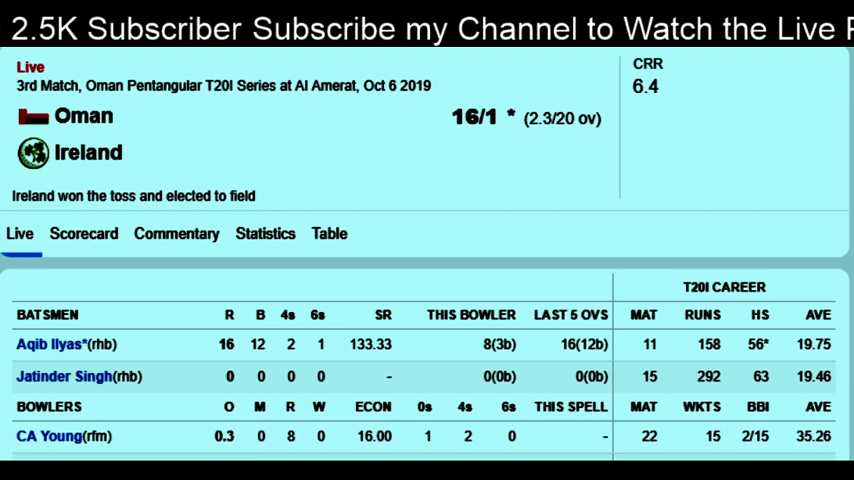 2.5K Subscriber Subscribe my Channel to Watch the Live
Live
3rd Match, Oman Pentangular T20I Series at Al Amerat, Oct 6 2019
CRR
6.4
Oman 16/1 * (2.3/20 ov)
Ireland
Ireland won the toss and elected to field
Live Scorecard Commentary Statistics Table
T20I CAREER
BATSMEN R B 4s 6s SR THIS BOWLER LAST 5 OVS MAT RUNS HS AVE
Aqib Ilyas*(rhb) 16 12 2 1 133.33 8(3b) 16(12b) 11 158 56* 19.75
Jatinder Singh(rhb) 0 0 0 0 - 0(0b) 0(0b) 15 292 63 19.46
BOWLERS O M R W ECON 0s 4s 6s THIS SPELL MAT WKTS BBI AVE
CA Young(rfm) 0.3 0 8 0 16.00 1 2 0 - 22 15 2/15 35.26